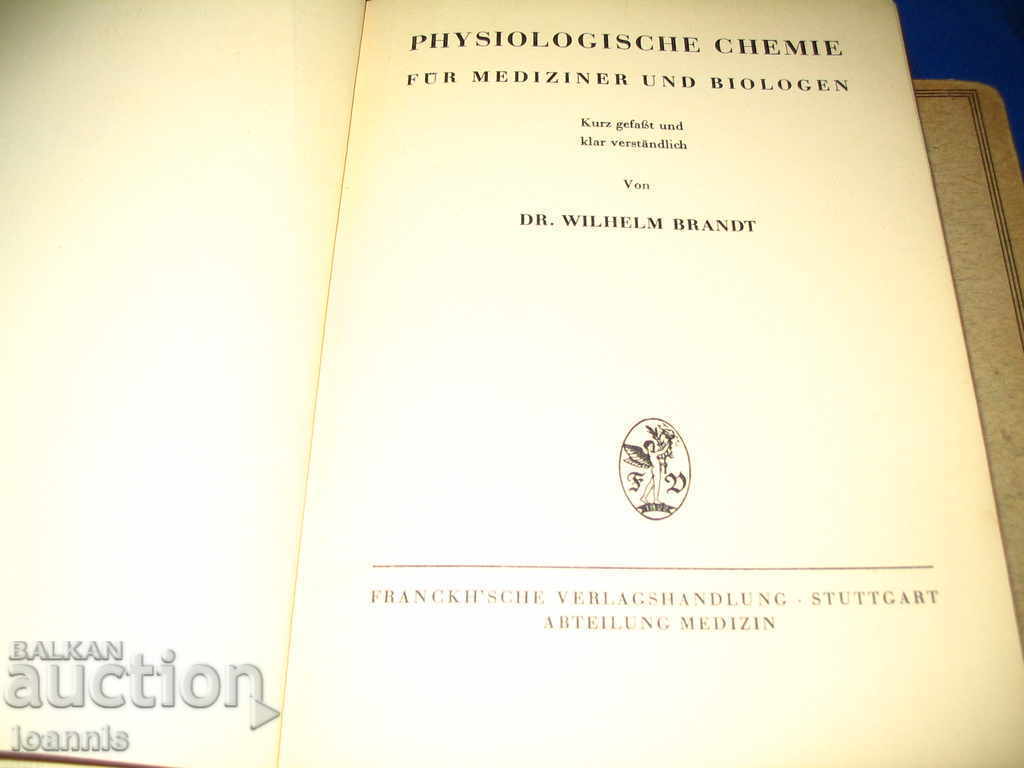 PHYSIOLOGISCHE CHEMIE
FÜR MEDIZINER UND BIOLOGEN
Kurz gefaßt und
klar verständlich
Von
DR. WILHELM BRANDT
F V
FRANCKH'SCHE VERLAGSHANDLUNG · STUTTGART
ABTEILUNG MEDIZIN
BALKAN
auction
Ioannis